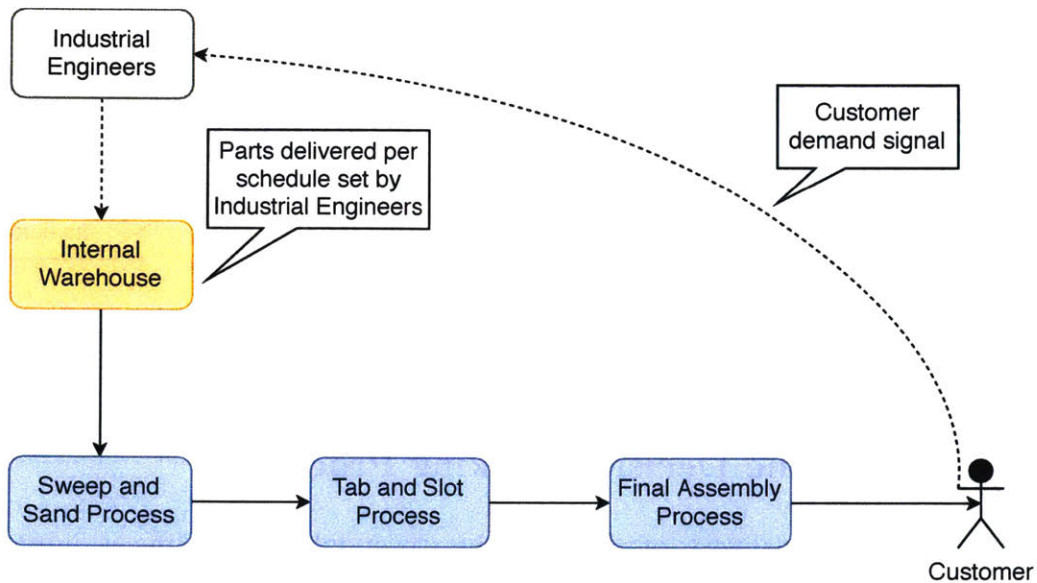 Industrial
Engineers
Customer
demand signal
Parts delivered per
schedule set by
Industrial Engineers
Internal
Warehouse
Sweep and
Sand Process
Tab and Slot
Process
Final Assembly
Process
Customer